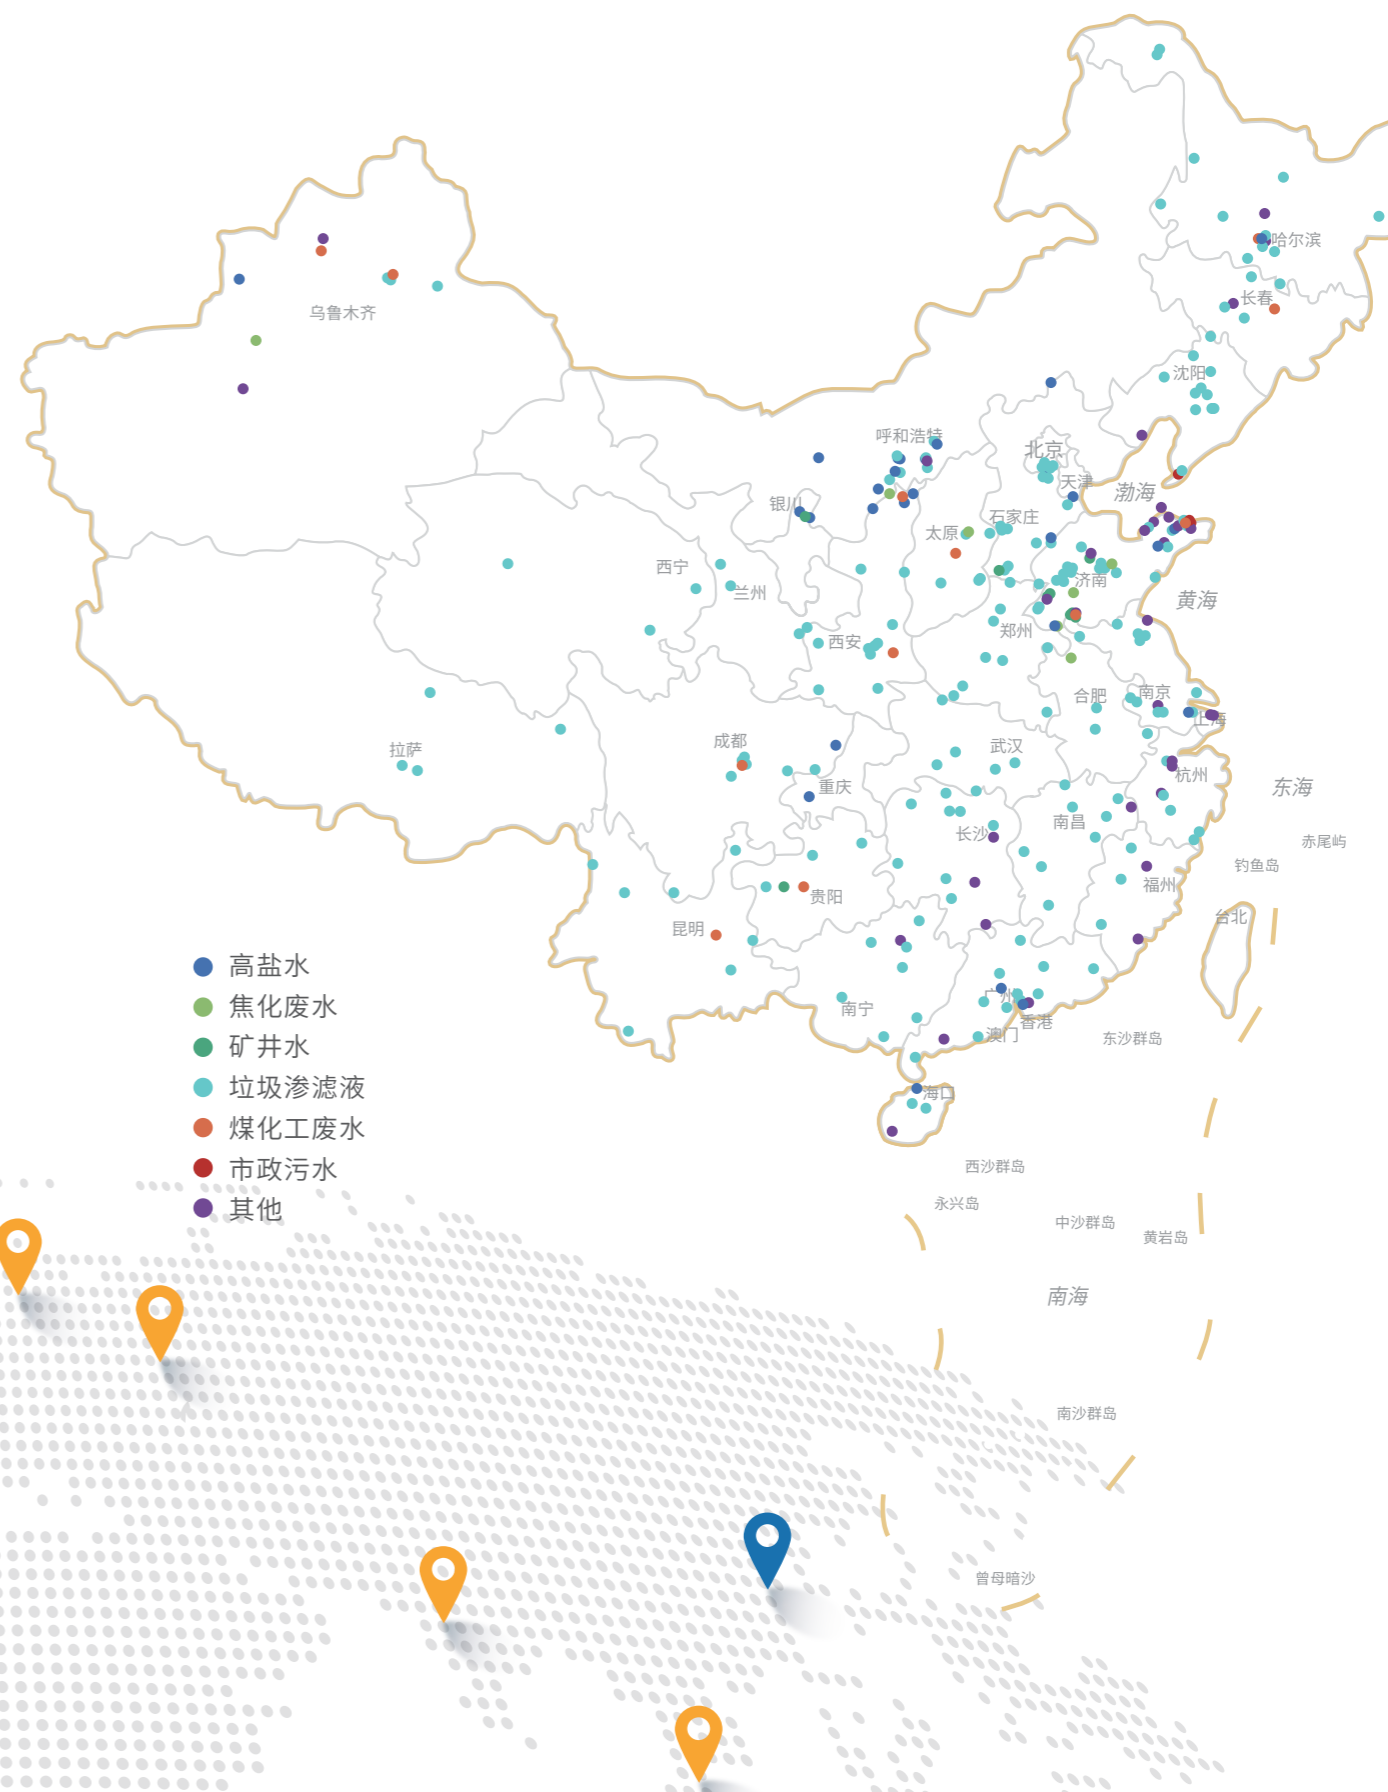 哈尔滨
长春
乌鲁木齐
沈阳
呼和浩特
北京
天津
渤海
银川
石家庄
太原
西宁
兰州
济南
黄海
郑州
西安
合肥
南京
上海
拉萨
成都
武汉
杭州
重庆
东海
南昌
长沙
赤尾屿
钓鱼岛
福州
贵阳
台北
昆明
高盐水
焦化废水
矿井水
垃圾渗滤液
煤化工废水
市政污水
其他
广州
南宁
香港
澳门
东沙群岛
海口
西沙群岛
永兴岛
中沙群岛
黄岩岛
南海
南沙群岛
曾母暗沙